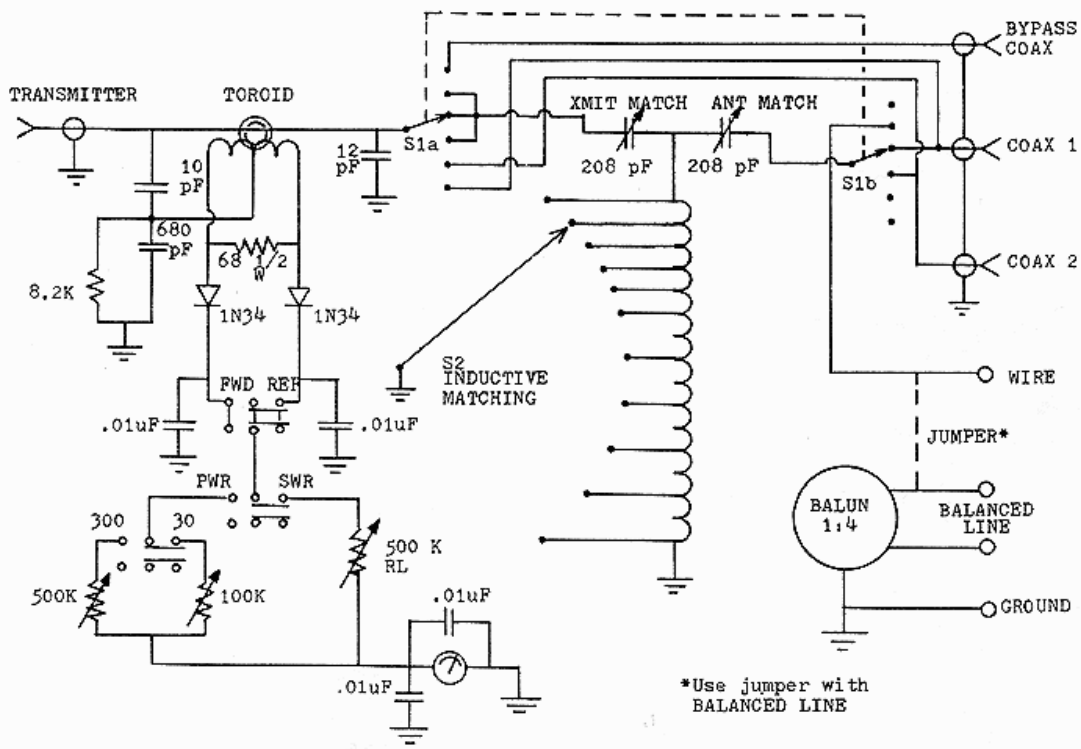 BYPASS
COAX
TRANSMITTER
TOROID
XMIT MATCH
ANT MATCH
S1a
12
pF
208 pF
208 pF
S1b
COAX 1
10
pF
680
pF
68 1/2
W
8.2K
1N34
1N34
COAX 2
S2
INDUCTIVE
MATCHING
WIRE
FWD
REF
.01uF
.01uF
JUMPER*
PWR
SWR
BALUN
1:4
BALANCED
LINE
300
30
500 K
RL
500K
100K
.01uF
GROUND
.01uF
*Use jumper with
BALANCED LINE